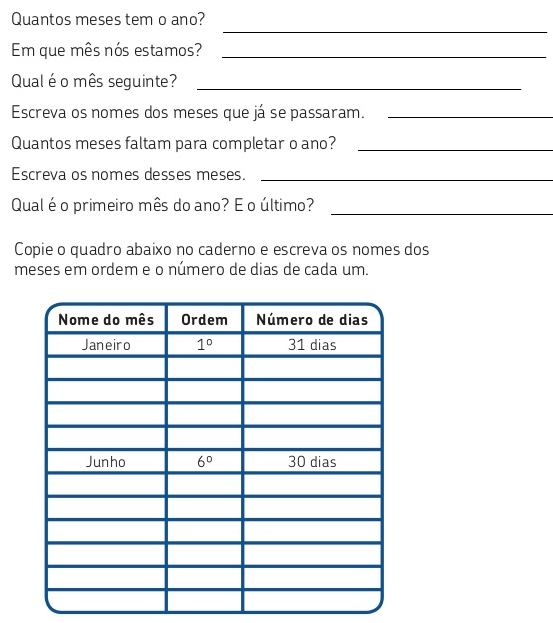 Quantos meses tem o ano?
Em que mês nós estamos?
Qual é o mês seguinte?
Escreva os nomes dos meses que já se passaram.
Quantos meses faltam para completar o ano?
Escreva os nomes desses meses.
Qual é o primeiro mês do ano? E o último?
Copie o quadro abaixo no caderno e escreva os nomes dos
meses em ordem e o número de dias de cada um.
Nome do mês Ordem Número de dias
Janeiro 1º 31 dias
Junho 6º 30 dias